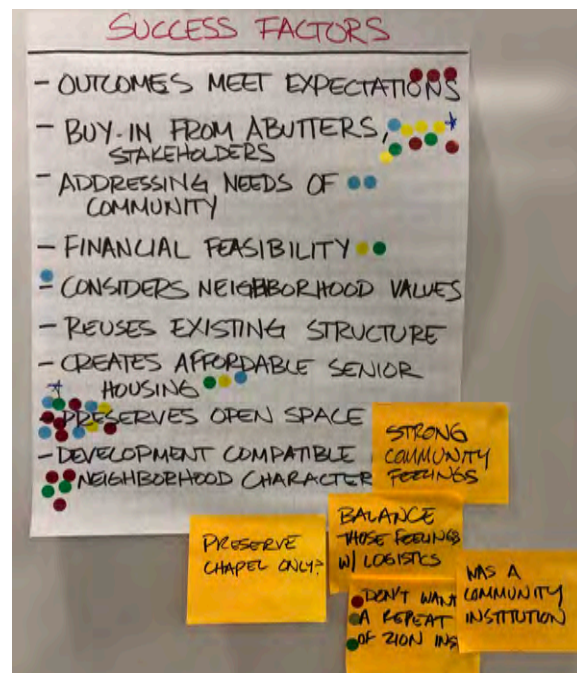 SUCCESS FACTORS
- OUTCOMES MEET EXPECTATIONS
- BUY-IN FROM ABUTTERS,
STAKEHOLDERS
- ADDRESSING NEEDS OF
COMMUNITY
- FINANCIAL FEASIBILITY
- CONSIDERS NEIGHBORHOOD VALUES
- REUSES EXISTING STRUCTURE
- CREATES AFFORDABLE SENIOR
HOUSING
- PRESERVES OPEN SPACE
- DEVELOPMENT COMPATIBLE
NEIGHBORHOOD CHARACTER
STRONG
COMMUNITY
FEELINGS
BALANCE
THOSE FEELINGS
W/ LOGISTICS
PRESERVE
CHAPEL ONLY?
WAS A
COMMUNITY
INSTITUTION
DON'T WANT
A REPEAT
OF ZION INS